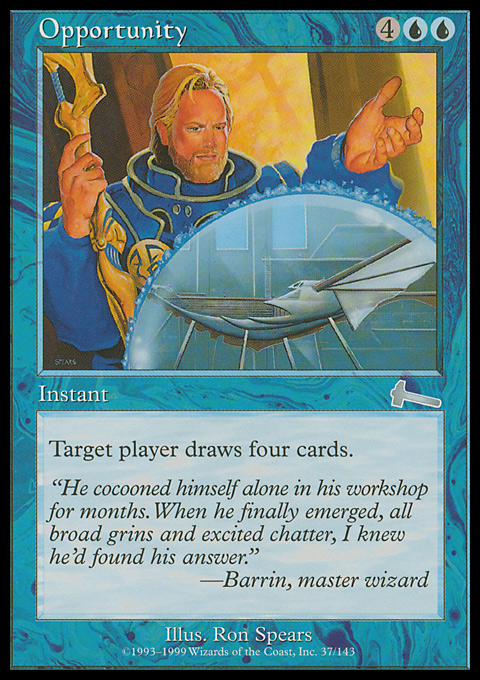 Opportunity 4
SPEARS
Instant
Target player draws four cards.
“He cocooned himself alone in his workshop
for months. When he finally emerged, all
broad grins and excited chatter, I knew
he’d found his answer.”
—Barrin, master wizard
Illus. Ron Spears
©1993–1999 Wizards of the Coast, Inc. 37/143